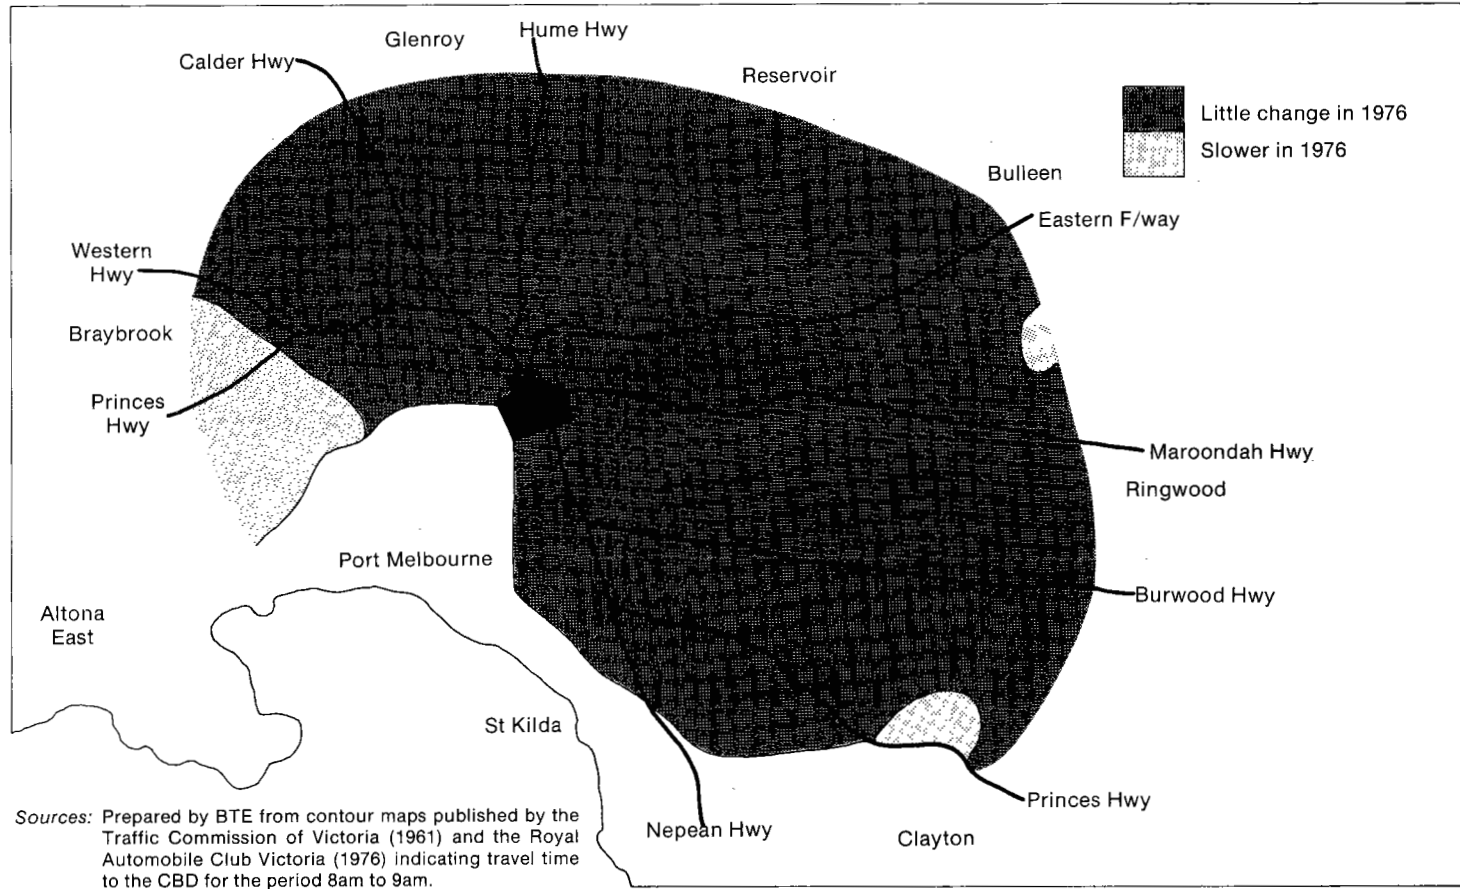 Glenroy
Hume Hwy
Calder Hwy
Reservoir
Little change in 1976
Slower in 1976
Bulleen
Eastern F/way
Western
Hwy
Braybrook
Princes
Hwy
Maroondah Hwy
Ringwood
Port Melbourne
Burwood Hwy
Altona
East
St Kilda
Princes Hwy
Nepean Hwy
Clayton
Sources: Prepared by BTE from contour maps published by the
Traffic Commission of Victoria (1961) and the Royal
Automobile Club Victoria (1976) indicating travel time
to the CBD for the period 8am to 9am.